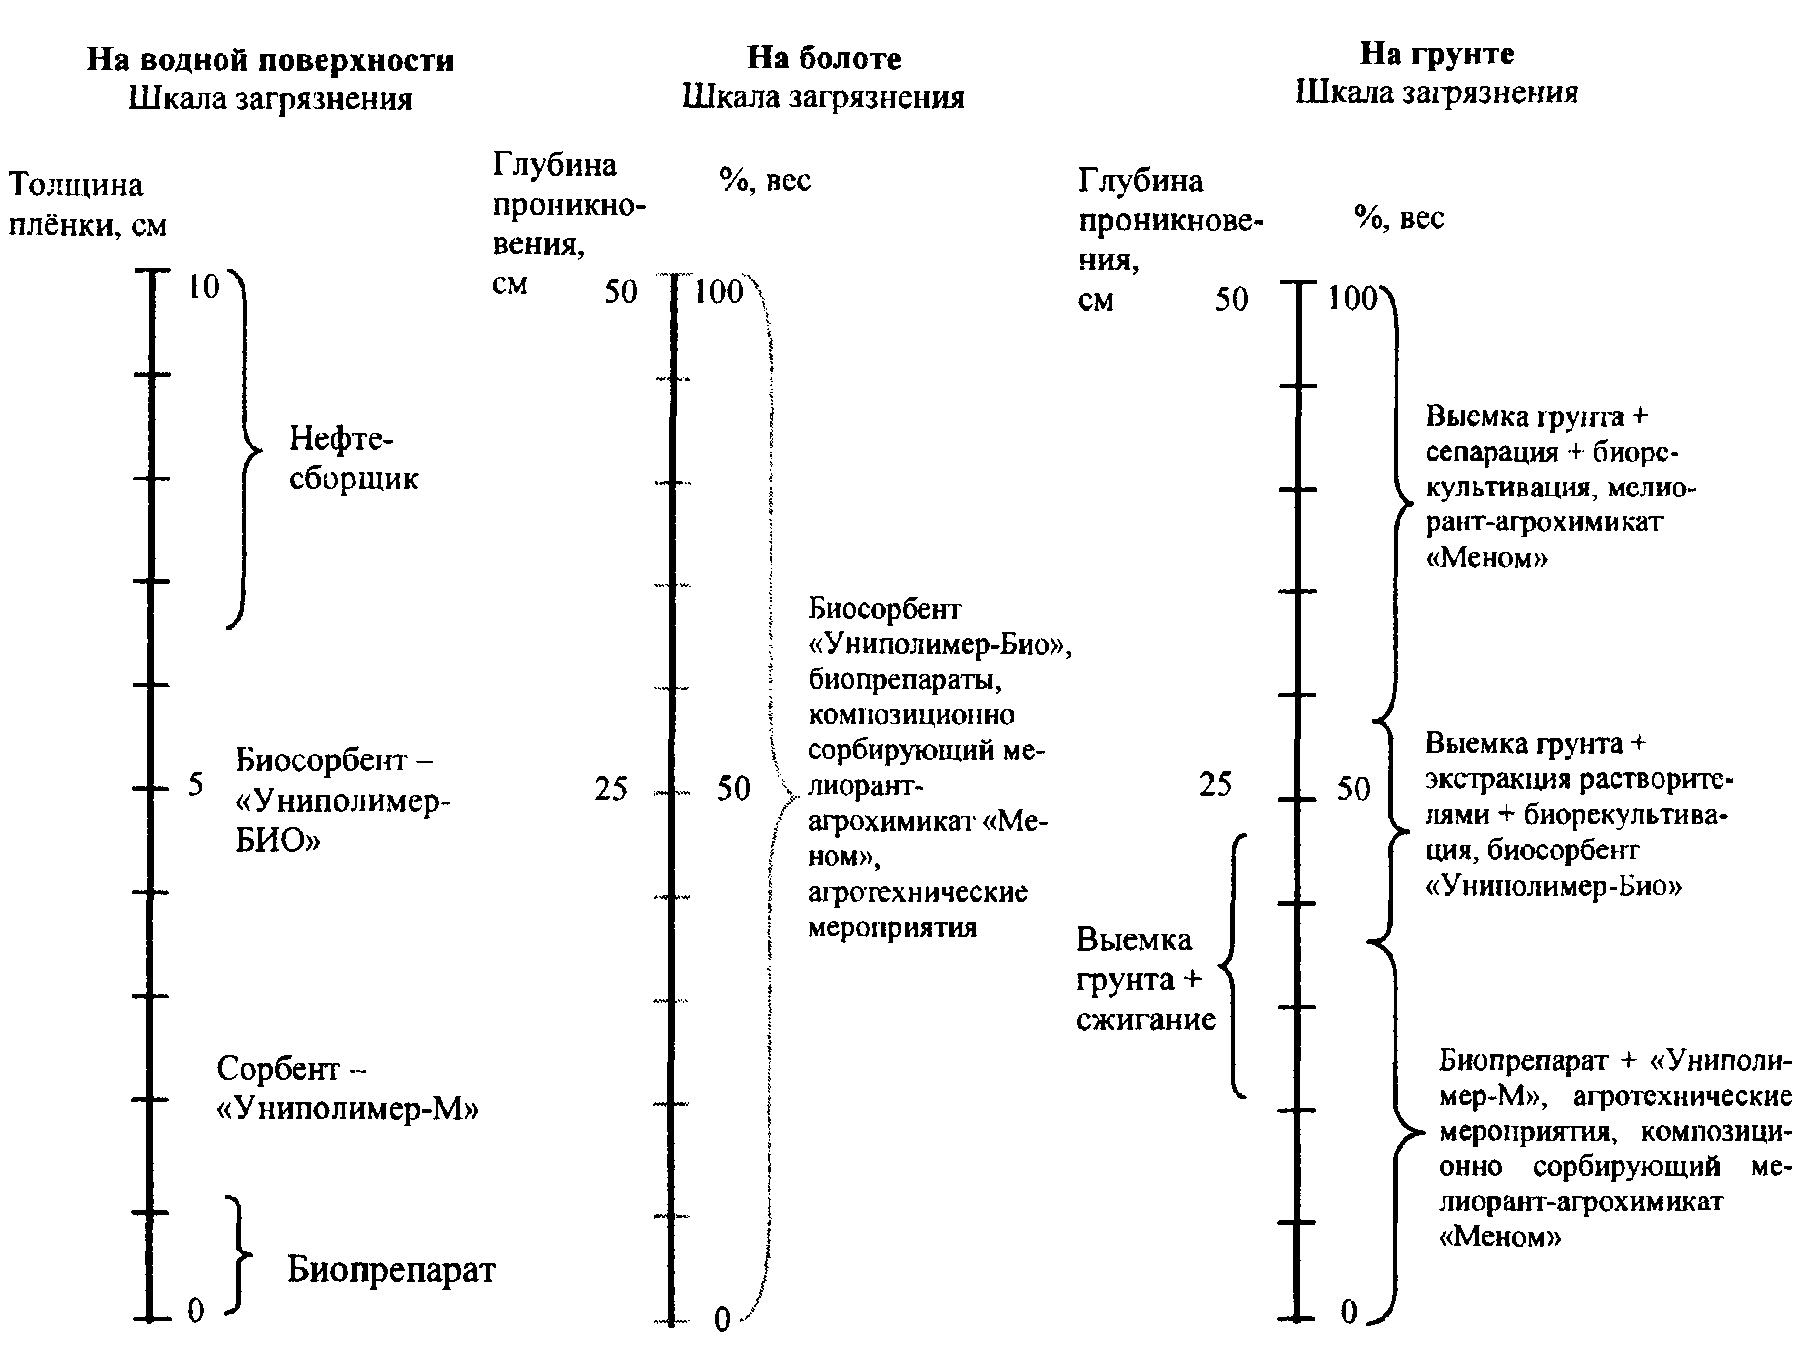 На водной поверхности
Шкала загрязнения
Толщина
плёнки, см
10
Нефте-
сборщик
5
Биосорбент –
«Униполимер-
БИО»
Сорбент –
«Униполимер-М»
Биопрепарат
0
На болоте
Шкала загрязнения
Глубина
проникно-
вения,
см
%, вес
50
100
Биосорбент
«Униполимер-Био»,
биопрепараты,
композиционно
сорбирующий ме-
лиорант-
агрохимикат «Ме-
ном»,
агротехнические
мероприятия
25
50
0
На грунте
Шкала загрязнения
Глубина
проникнове-
ния,
см
%, вес
50
100
Выемка грунта +
сепарация + биоре-
культивация, мелио-
рант-агрохимикат
«Меном»
25
50
Выемка грунта +
экстракция растворите-
лями + биорекультива-
ция, биосорбент
«Униполимер-Био»
Выемка
грунта +
сжигание
Биопрепарат + «Униполи-
мер-М», агротехнические
мероприятия, композици-
онно сорбирующий ме-
лиорант-агрохимикат
«Меном»
0